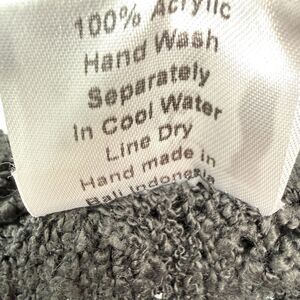 100% Acrylic
Hand Wash
Separately
In Cool Water
Line Dry
Hand made in
Bali Indonesia